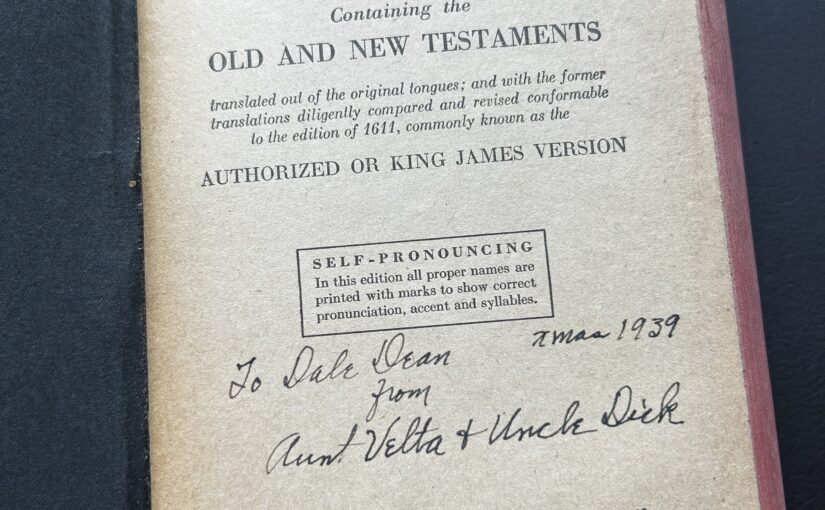 Containing the
OLD AND NEW TESTAMENTS
translated out of the original tongues; and with the former
translations diligently compared and revised conformable
to the edition of 1611, commonly known as the
AUTHORIZED OR KING JAMES VERSION
SELF-PRONOUNCING
In this edition all proper names are
printed with marks to show correct
pronunciation, accent and syllables.
xmas 1939
To Dale Dean
from
Aunt Velta + Uncle Dick